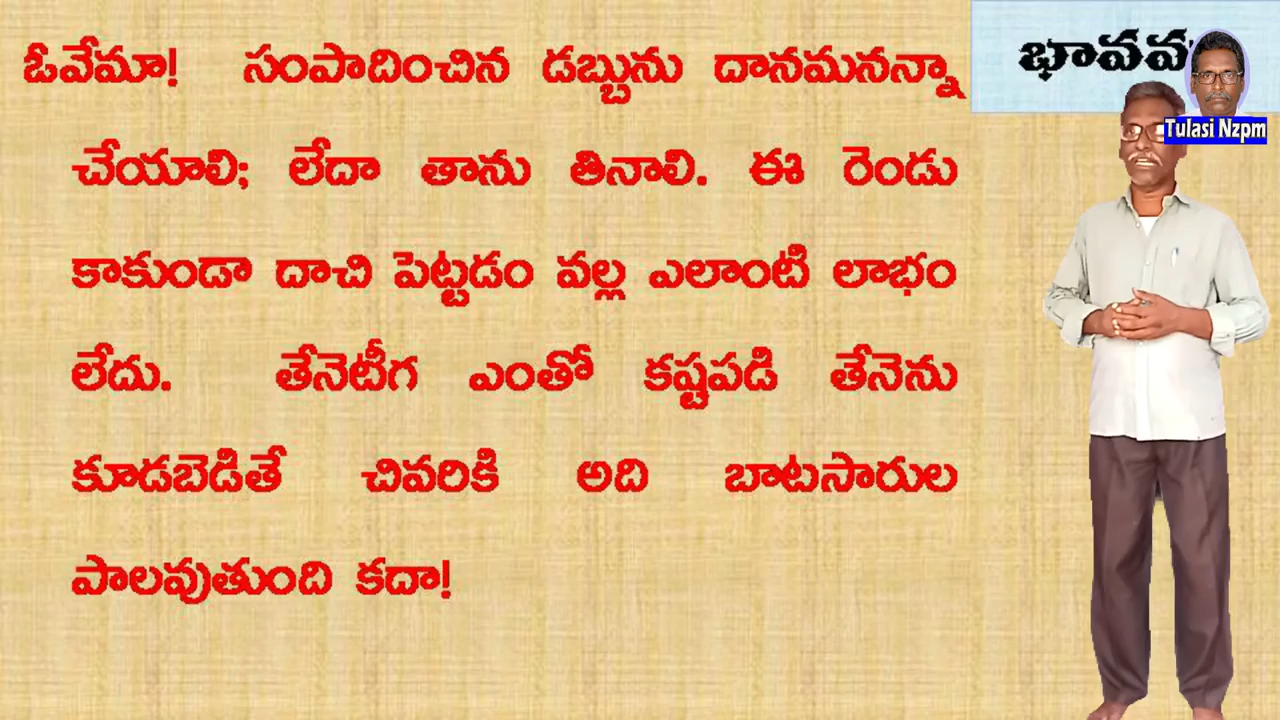 ఓవేమా! సంపాదించిన డబ్బును దానమనన్నా
చేయాలి; లేదా తాను తినాలి. ఈ రెండు
కాకుండా దాచి పెట్టడం వల్ల ఎలాంటి లాభం
లేదు. తేనెటీగ ఎంతో కష్టపడి తేనెను
కూడబెడితే చివరికి అది బాటసారుల
పాలవుతుంది కదా!
Tulasi Nzpm